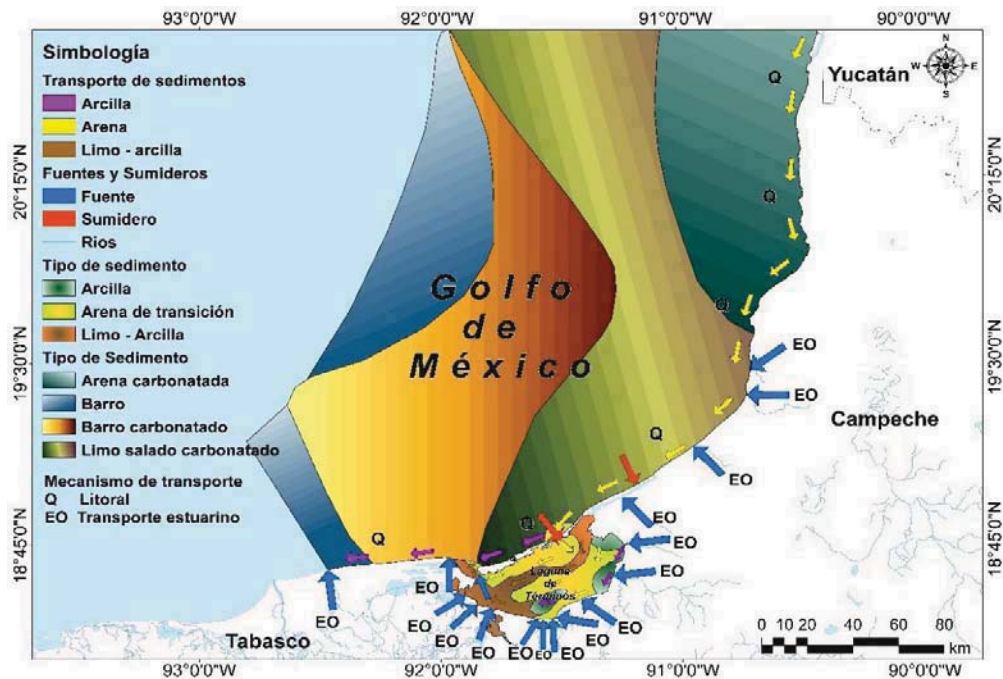 93°0'0"W
92°0'0"W
91°0'0"W
90°0'0"W
Simbología
Transporte de sedimentos
Arcilla
Arena
Limo - arcilla
Fuentes y Sumideros
Fuente
Sumidero
Rios
Tipo de sedimento
Arcilla
Arena de transición
Limo - Arcilla
Tipo de Sedimento
Arena carbonatada
Barro
Barro carbonatado
Limo salado carbonatado
Mecanismo de transporte
Q Litoral
EO Transporte estuarino
20°15'0"N
19°30'0"N
18°45'0"N
N
W E
S
Yucatán
Q
Q
Q
Golfo
de
México
EO
EO
Campeche
Q
EO
EO
Q
Q
EO
EO
Laguna
de
Términos
EO
EO
EO
EO
EO
EO
EO
EO
EO
EO
Tabasco
20°15'0"N
19°30'0"N
18°45'0"N
0 10 20 40 60 80
km
93°0'0"W
92°0'0"W
91°0'0"W
90°0'0"W